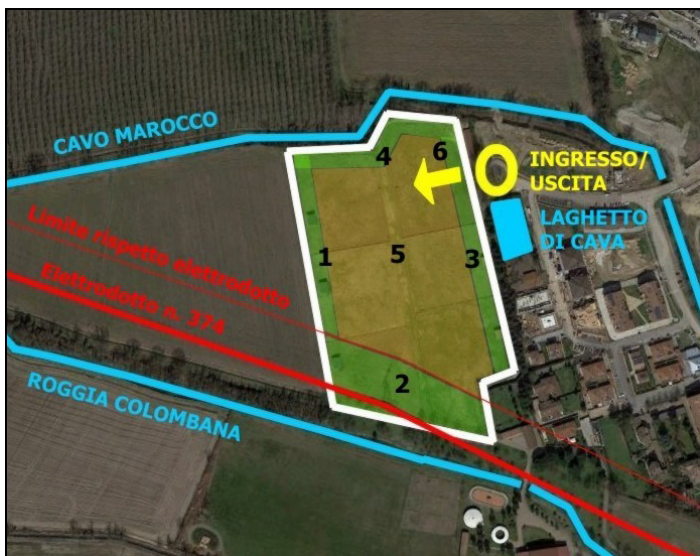 CAVO MAROCCO
4
6
INGRESSO/
USCITA
LAGHETTO
DI CAVA
Limite rispetto elettrodotto
1
5
3
Elettrodotto n. 374
2
ROGGIA COLOMBANA